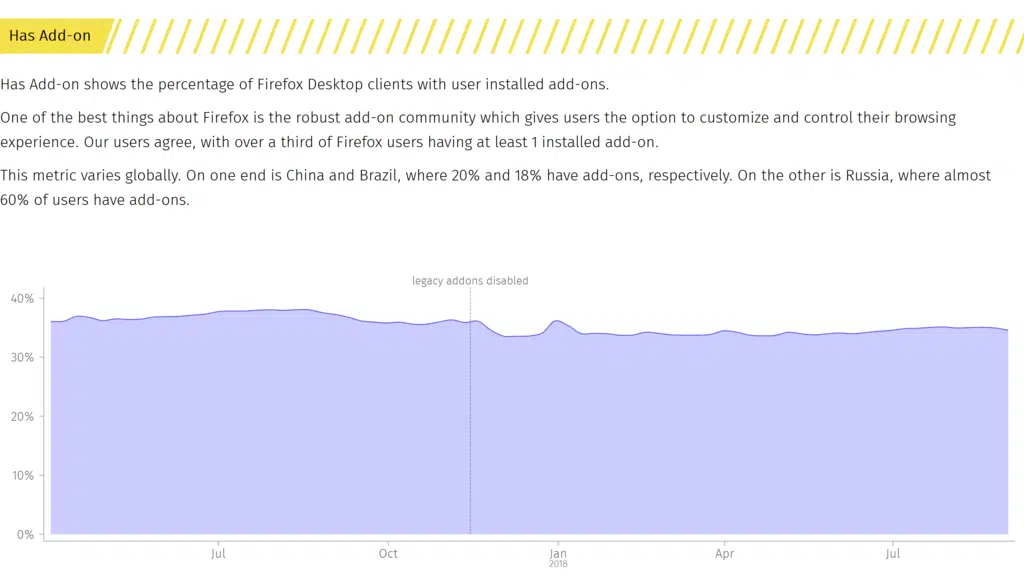 Has Add-on
Has Add-on shows the percentage of Firefox Desktop clients with user installed add-ons.
One of the best things about Firefox is the robust add-on community which gives users the option to customize and control their browsing
experience. Our users agree, with over a third of Firefox users having at least 1 installed add-on.
This metric varies globally. On one end is China and Brazil, where 20% and 18% have add-ons, respectively. On the other is Russia, where almost
60% of users have add-ons.
legacy addons disabled
40%
30%
20%
10%
0%
Jul Oct Jan Apr Jul
2018